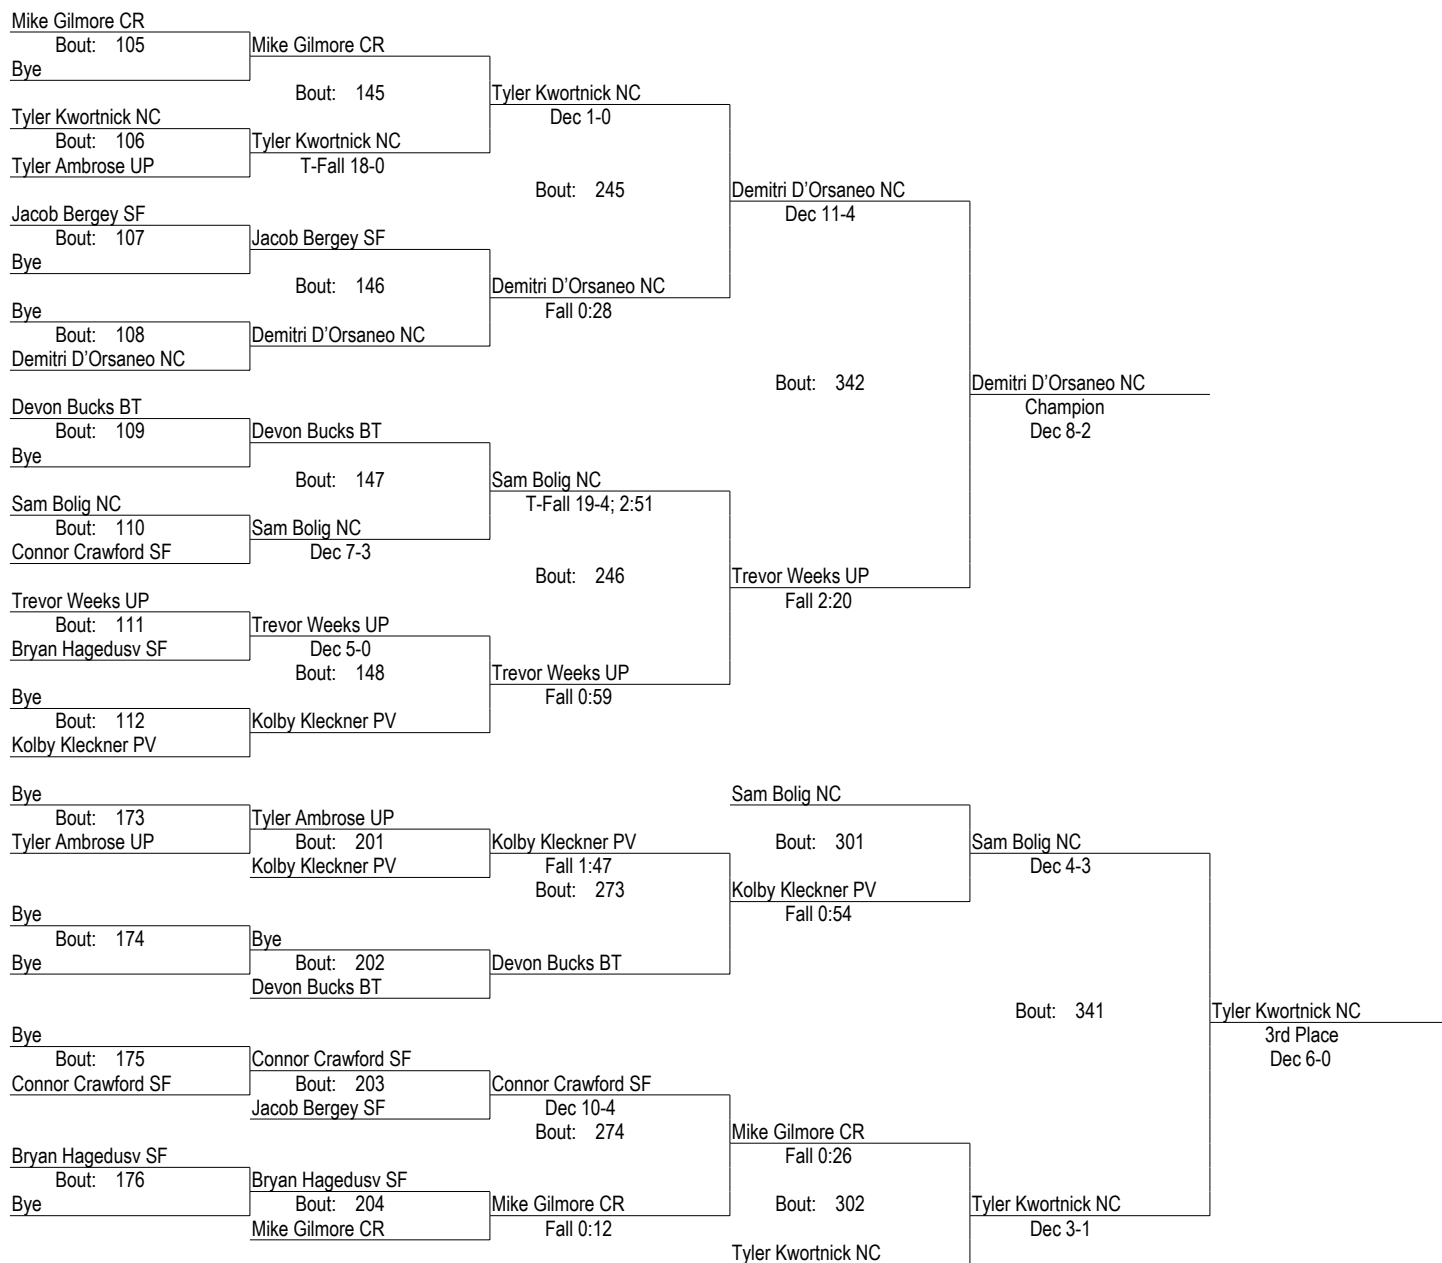 Mike Gilmore CR
Bout: 105
Mike Gilmore CR
Bye
Bout: 145
Tyler Kwortnick NC
Dec 1-0
Tyler Kwortnick NC
Bout: 106
Tyler Kwortnick NC
Tyler Ambrose UP
T-Fall 18-0
Bout: 245
Demitri D'Orsaneo NC
Dec 11-4
Jacob Bergey SF
Bout: 107
Jacob Bergey SF
Bye
Bout: 146
Demitri D'Orsaneo NC
Fall 0:28
Bye
Bout: 108
Demitri D'Orsaneo NC
Demitri D'Orsaneo NC
Bout: 342
Demitri D'Orsaneo NC
Champion
Dec 8-2
Devon Bucks BT
Bout: 109
Devon Bucks BT
Bye
Bout: 147
Sam Bolig NC
T-Fall 19-4; 2:51
Sam Bolig NC
Bout: 110
Sam Bolig NC
Connor Crawford SF
Dec 7-3
Bout: 246
Trevor Weeks UP
Fall 2:20
Trevor Weeks UP
Bout: 111
Trevor Weeks UP
Bryan Hagedusv SF
Dec 5-0
Bout: 148
Trevor Weeks UP
Fall 0:59
Bye
Bout: 112
Kolby Kleckner PV
Kolby Kleckner PV
Bye
Bout: 173
Tyler Ambrose UP
Tyler Ambrose UP
Bout: 201
Kolby Kleckner PV
Kolby Kleckner PV
Fall 1:47
Bout: 273
Sam Bolig NC
Bout: 301
Sam Bolig NC
Dec 4-3
Kolby Kleckner PV
Fall 0:54
Bye
Bout: 174
Bye
Bye
Bout: 202
Devon Bucks BT
Devon Bucks BT
Bout: 341
Tyler Kwortnick NC
3rd Place
Dec 6-0
Bye
Bout: 175
Connor Crawford SF
Connor Crawford SF
Bout: 203
Connor Crawford SF
Jacob Bergey SF
Dec 10-4
Bout: 274
Mike Gilmore CR
Fall 0:26
Bryan Hagedusv SF
Bout: 176
Bryan Hagedusv SF
Bye
Bout: 204
Mike Gilmore CR
Mike Gilmore CR
Fall 0:12
Bout: 302
Tyler Kwortnick NC
Dec 3-1
Tyler Kwortnick NC